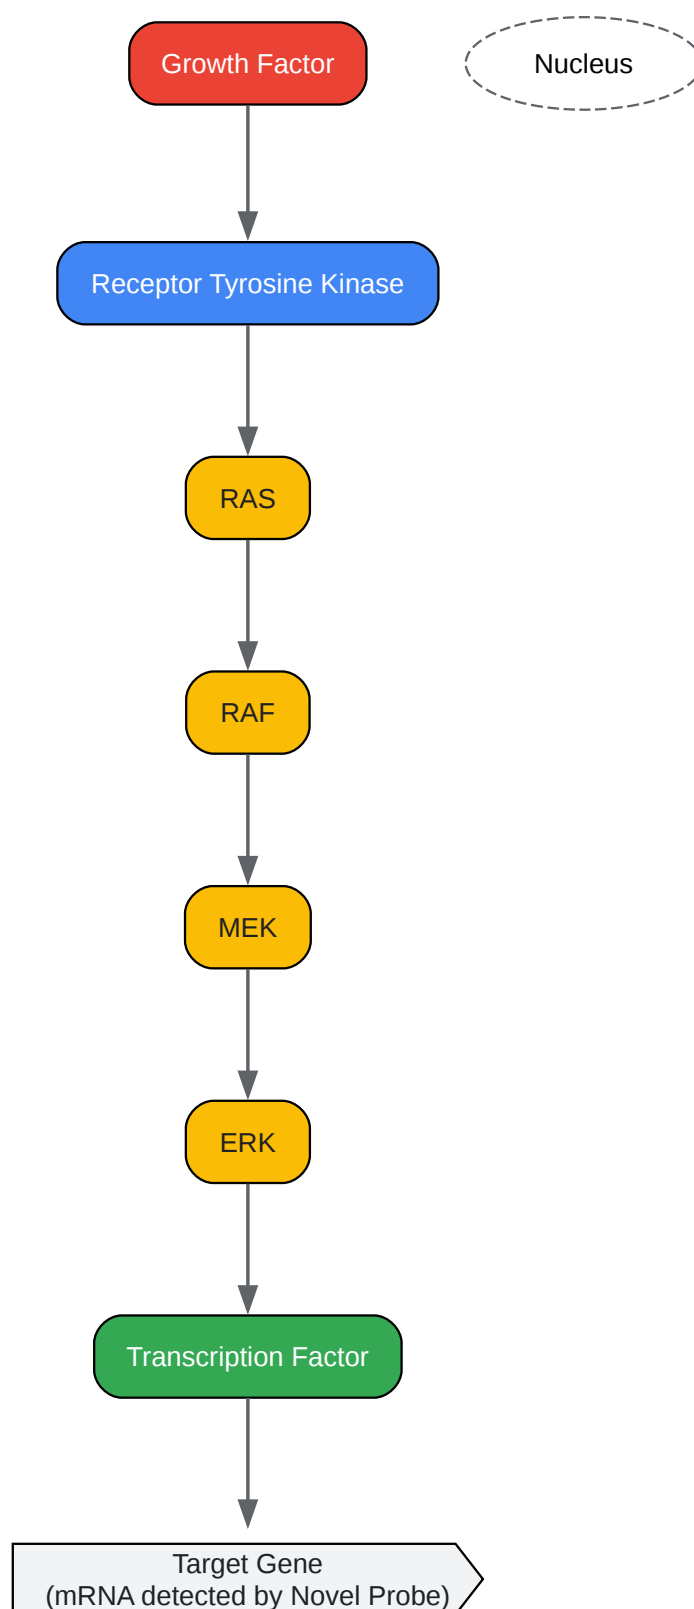 Growth Factor
Nucleus
Receptor Tyrosine Kinase
RAS
RAF
MEK
ERK
Transcription Factor
Target Gene
(mRNA detected by Novel Probe)